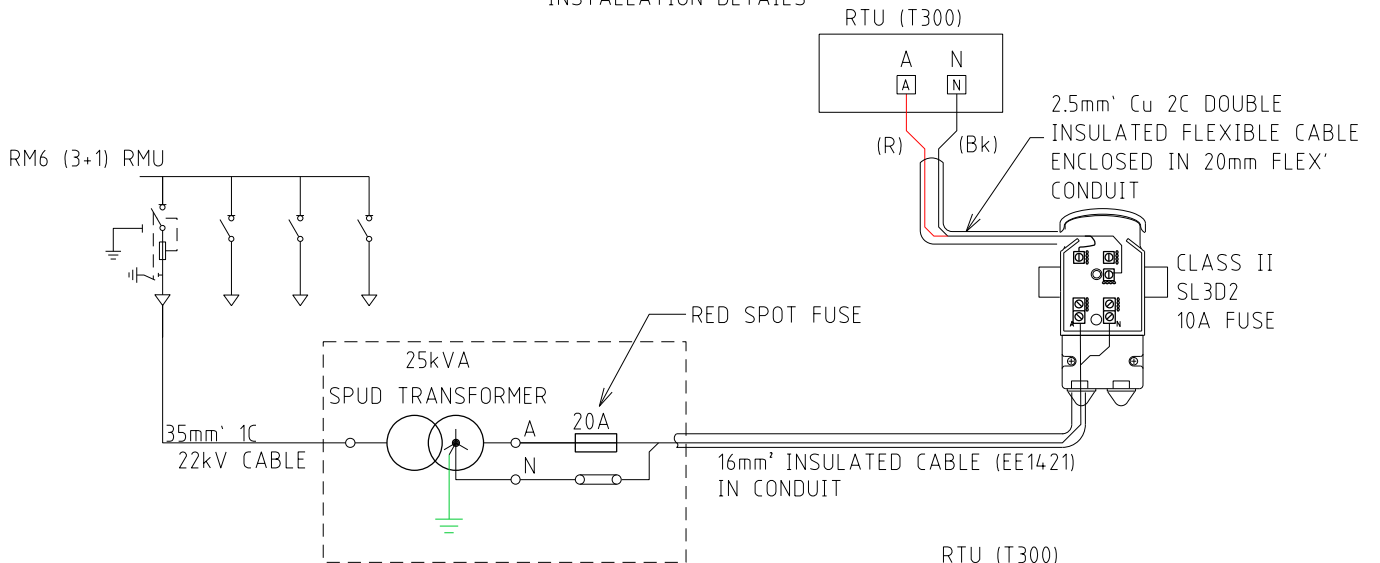 INSTALLATION DETAILS
RTU (T300)
A N
A N
(R) (Bk)
2.5mm' Cu 2C DOUBLE
INSULATED FLEXIBLE CABLE
ENCLOSED IN 20mm FLEX'
CONDUIT
RM6 (3+1) RMU
CLASS II
SL3D2
10A FUSE
A N
RED SPOT FUSE
25kVA
SPUD TRANSFORMER
A
20A
N
35mm' 1C
22kV CABLE
16mm² INSULATED CABLE (EE1421)
IN CONDUIT
RTU (T300)